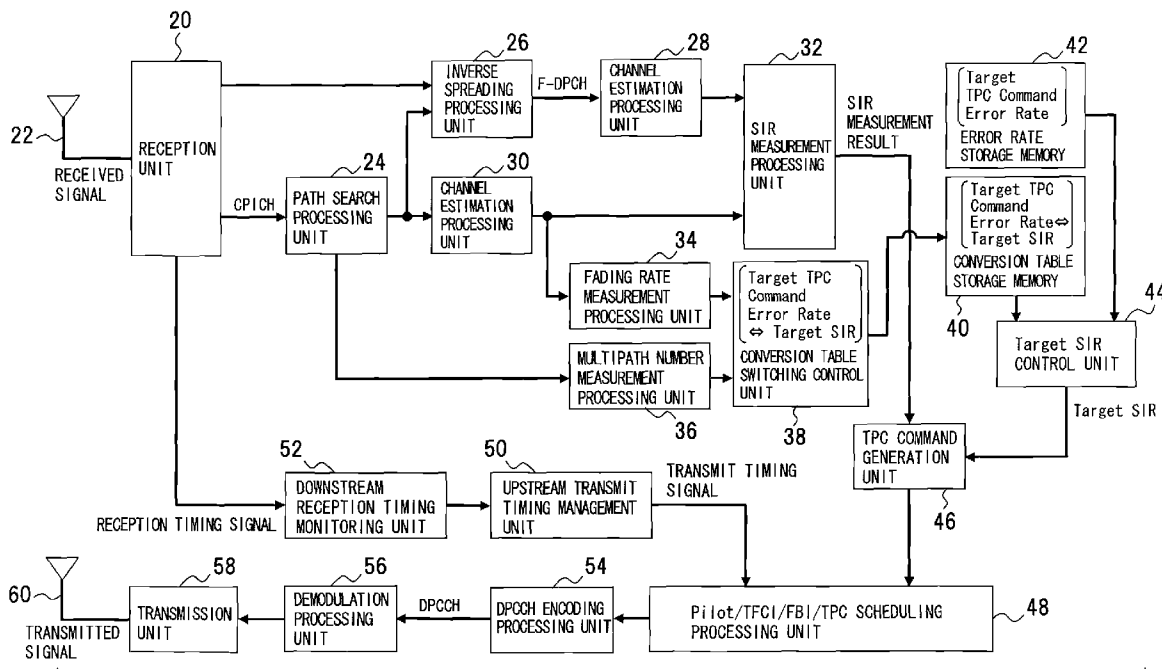 20
RECEPTION
UNIT
22
RECEIVED
SIGNAL
26
INVERSE
SPREADING
PROCESSING
UNIT
F-DPCH
28
CHANNEL
ESTIMATION
PROCESSING
UNIT
32
SIR
MEASUREMENT
PROCESSING
UNIT
SIR
MEASUREMENT
RESULT
42
Target
TPC Command
Error Rate
ERROR RATE
STORAGE MEMORY
CPICH
24
PATH SEARCH
PROCESSING
UNIT
30
CHANNEL
ESTIMATION
PROCESSING
UNIT
34
FADING RATE
MEASUREMENT
PROCESSING UNIT
MULTIPATH NUMBER
MEASUREMENT
PROCESSING UNIT
36
Target TPC
Command
Error Rate
⇔ Target SIR
CONVERSION TABLE
SWITCHING CONTROL
UNIT
38
Target TPC
Command
Error Rate⇔
Target SIR
CONVERSION TABLE
STORAGE MEMORY
40
44
Target SIR
CONTROL UNIT
Target SIR
TPC COMMAND
GENERATION
UNIT
46
RECEPTION TIMING SIGNAL
52
DOWNSTREAM
RECEPTION TIMING
MONITORING UNIT
50
UPSTREAM TRANSMIT
TIMING MANAGEMENT
UNIT
TRANSMIT TIMING
SIGNAL
60
TRANSMITTED
SIGNAL
58
TRANSMISSION
UNIT
56
DEMODULATION
PROCESSING
UNIT
DPCCH
54
DPCCH ENCODING
PROCESSING UNIT
Pilot/TFCI/FBI/TPC SCHEDULING
PROCESSING UNIT
48